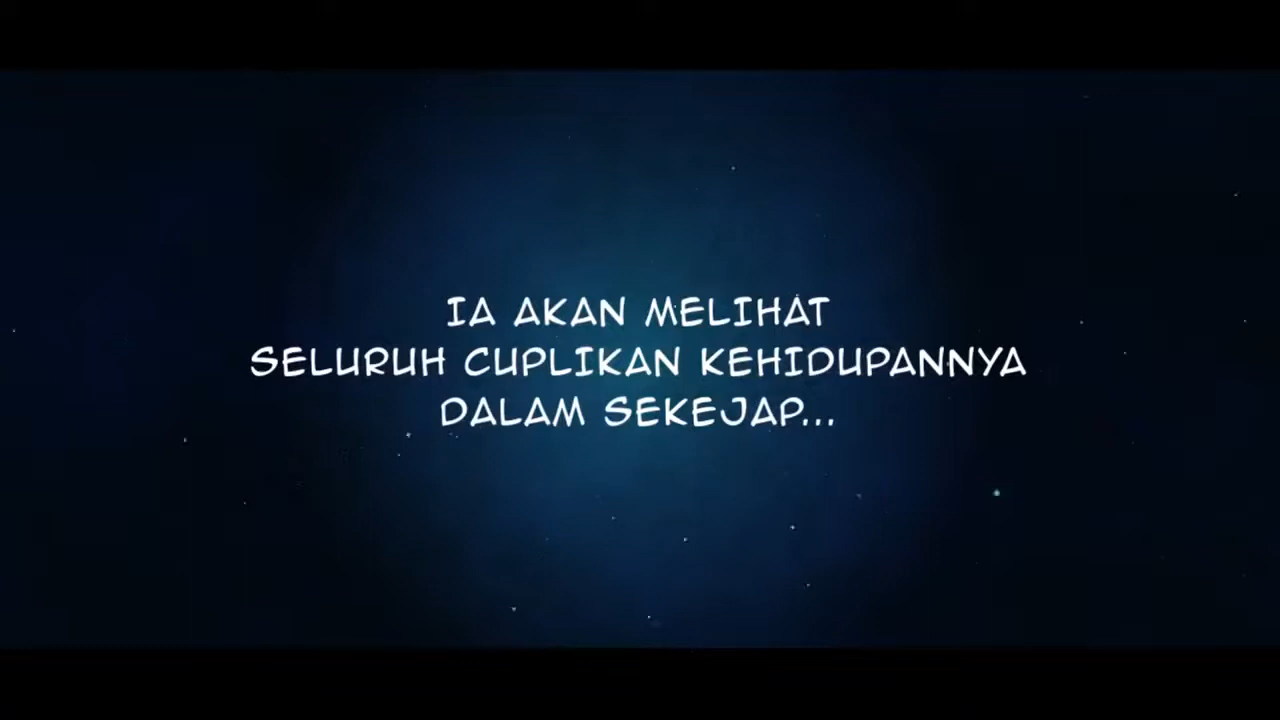 IA AKAN MELIHAT
SELURUH CUPLIKAN KEHIDUPANNYA
DALAM SEKEJAP...